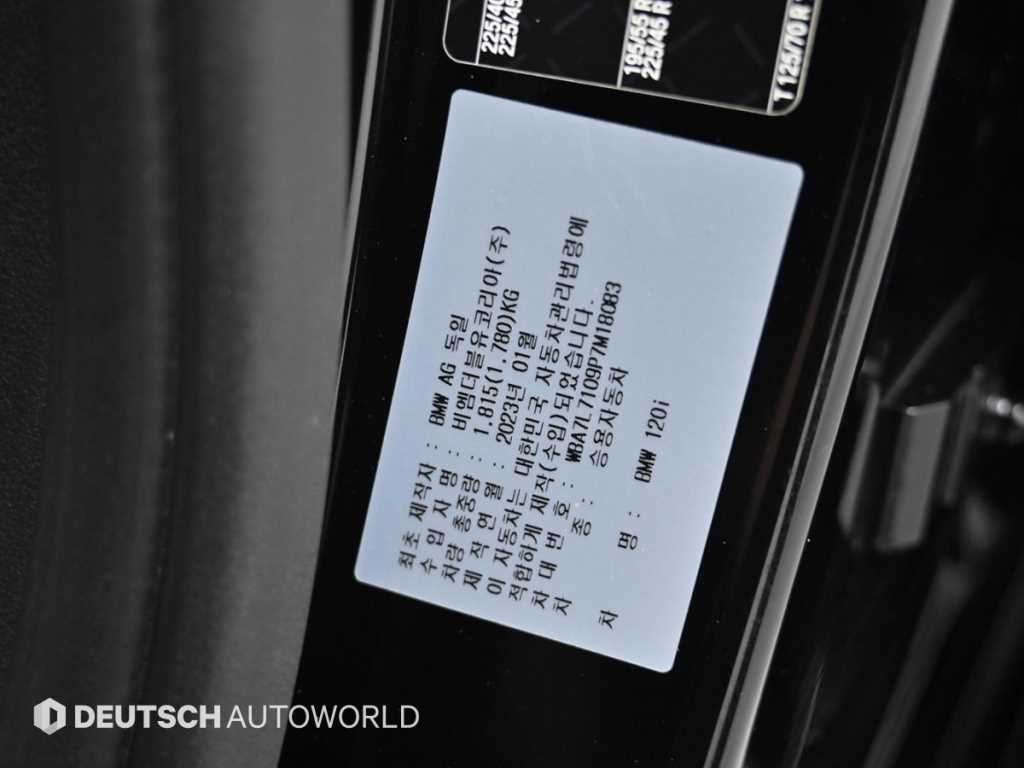 225/40
225/45
195/55 R
225/45 R
T 125/70 R
최초 제작자 : BMW AG 독일
수 입 자 명 : 비엠더블유코리아(주)
차량 총중량 : 1,815(1,780)KG
제 작 연 월 : 2023년 01월
이 자동차는 대한민국 자동차관리법령에
적합하게 제작(수입)되었습니다.
차 대 번 호 : WBA7L7109P7M18083
차 종 : 승용자동차
차 명 : BMW 120i
DEUTSCH AUTOWORLD